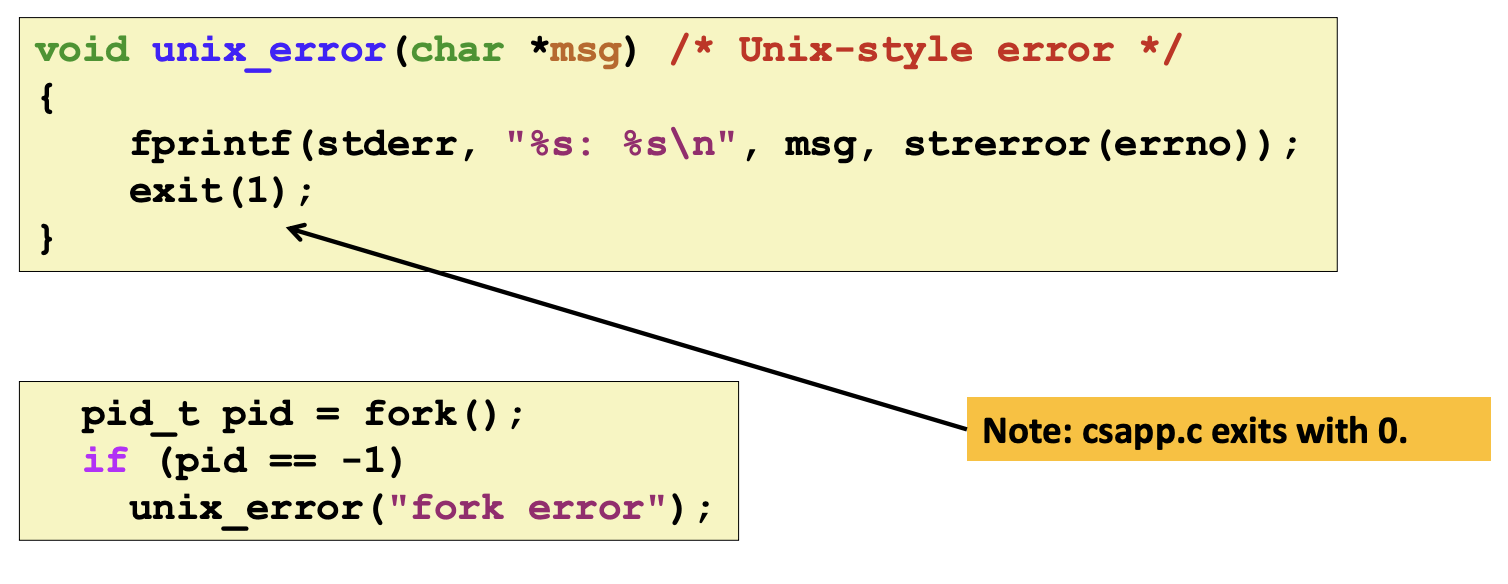 void unix_error(char *msg) /* Unix-style error */
{
    fprintf(stderr, "%s: %s\n", msg, strerror(errno));
    exit(1);
}
pid_t pid = fork();
if (pid == -1)
  unix_error("fork error");
Note: csapp.c exits with 0.